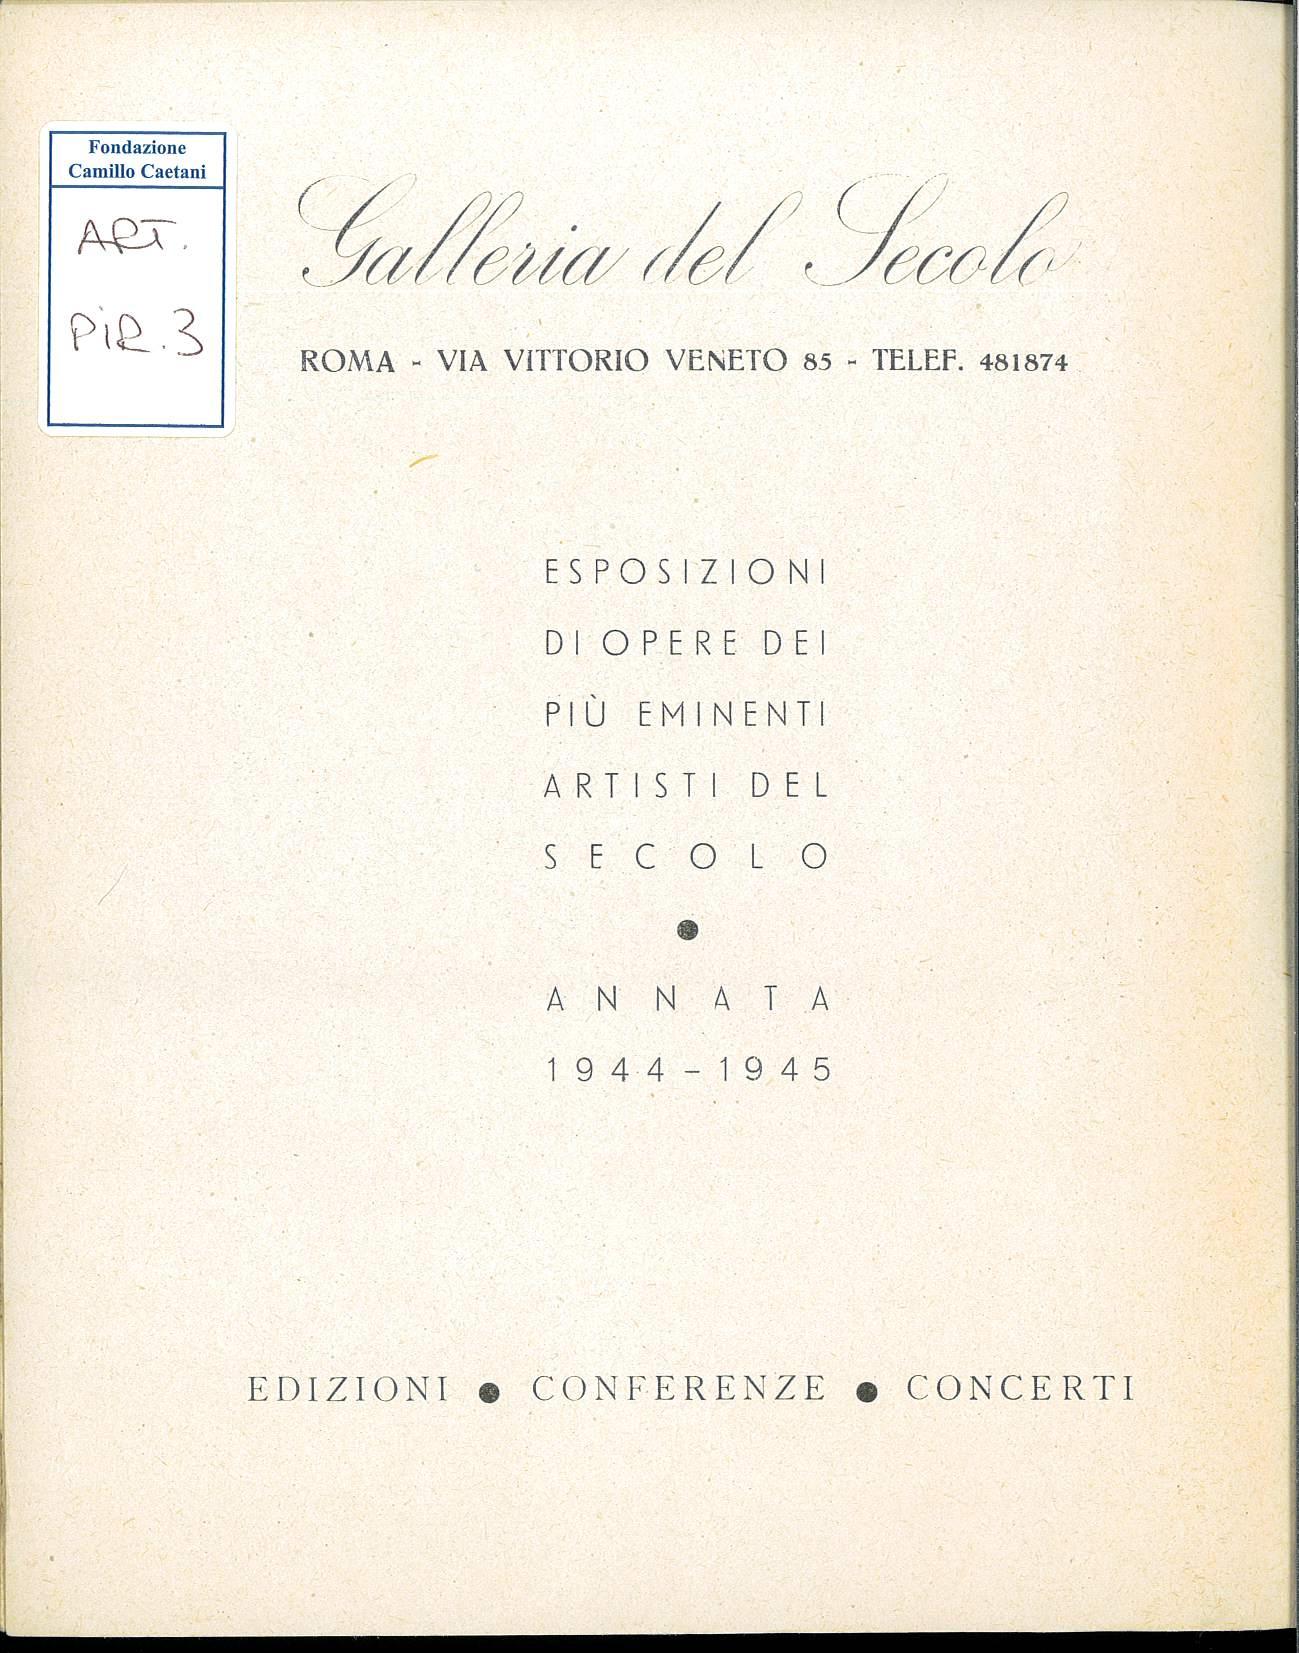 Fondazione
Camillo Caetani
ART.
PIR.3
Galleria del Secolo
ROMA - VIA VITTORIO VENETO 85 - TELEF. 481874
ESPOSIZIONI
DI OPERE DEI
PIÙ EMINENTI
ARTISTI DEL
SECOLO
●
ANNATA
1944-1945
EDIZIONI ● CONFERENZE ● CONCERTI